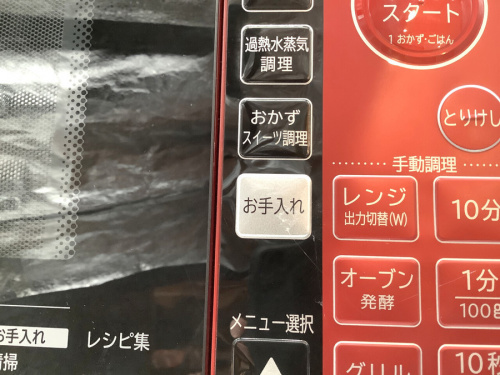 スタート
1 おかず・ごはん
過熱水蒸気
調理
おかず
スイーツ調理
とりけし
手動調理
お手入れ
レンジ
出力切替(W)
10分
オーブン
発酵
1分
100
メニュー選択
お手入れ
レシピ集
清掃
グリル
10秒